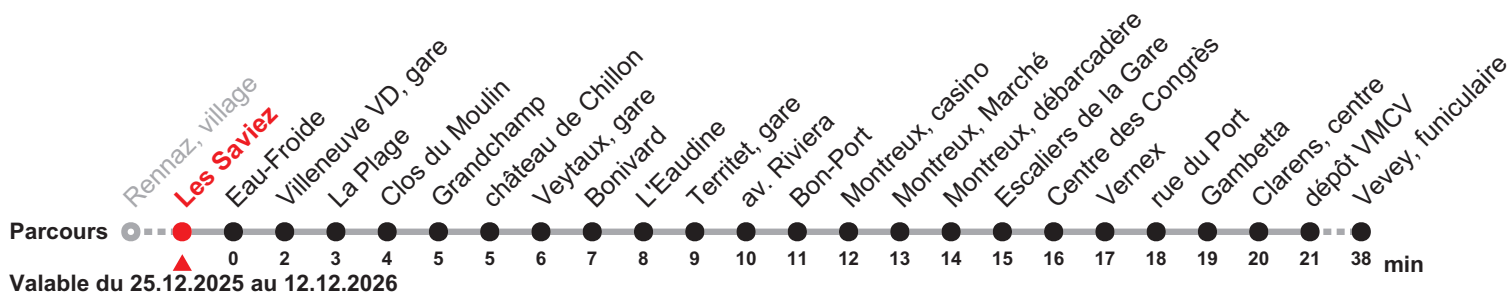 Rennaz, village
Les Saviez
Eau-Froide
Villeneuve VD, gare
La Plage
Clos du Moulin
Grandchamp
château de Chillon
Veytaux, gare
Bonivard
L'Eaudine
Territet, gare
av. Riviera
Bon-Port
Montreux, casino
Montreux, Marché
Montreux, débarcadère
Escaliers de la Gare
Centre des Congrès
Vernex
rue du Port
Gambetta
Clarens, centre
dépôt VMCV
Vevey, funiculaire
Parcours
0 2 3 4 5 5 6 7 8 9 10 11 12 13 14 15 16 17 18 19 20 21 38 min
Valable du 25.12.2025 au 12.12.2026